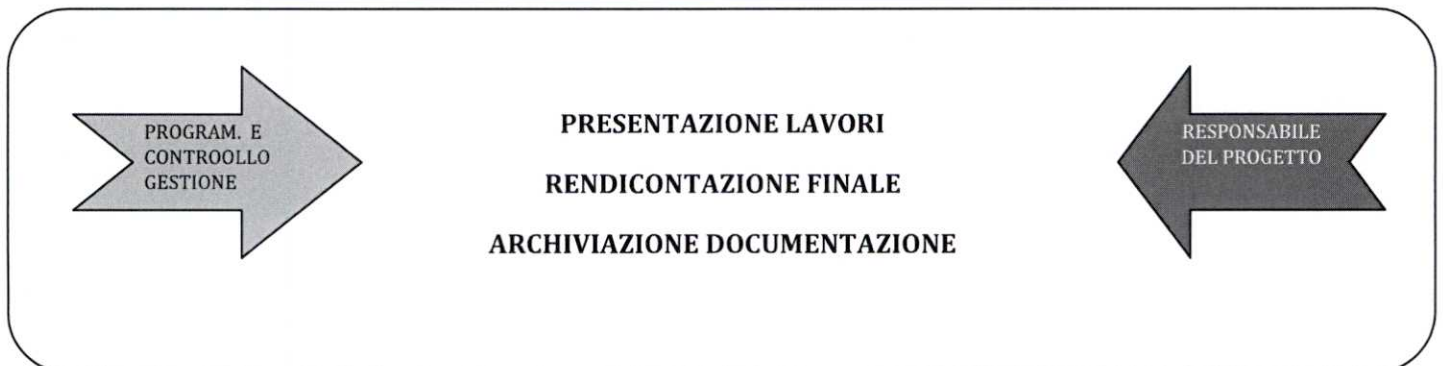 PROGRAM. E
CONTROOLLO
GESTIONE
PRESENTAZIONE LAVORI
RENDICONTAZIONE FINALE
ARCHIVIAZIONE DOCUMENTAZIONE
RESPONSABILE
DEL PROGETTO